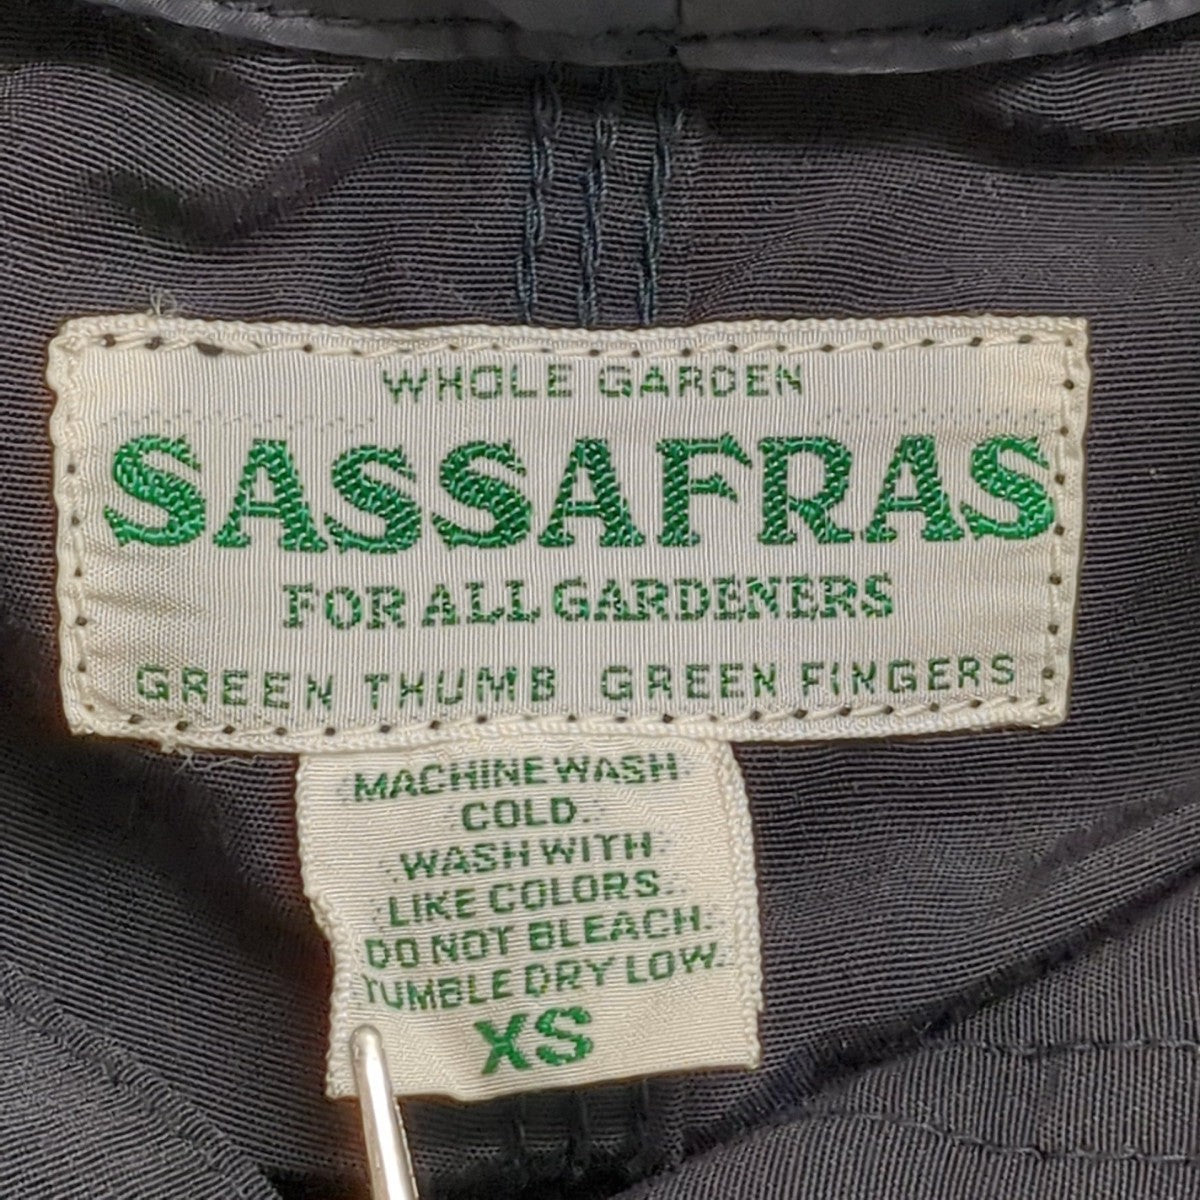 WHOLE GARDEN
SASSAFRAS
FOR ALL GARDENERS
GREEN THUMB GREEN FINGERS
MACHINE WASH
COLD.
WASH WITH
LIKE COLORS.
DO NOT BLEACH.
TUMBLE DRY LOW.
XS